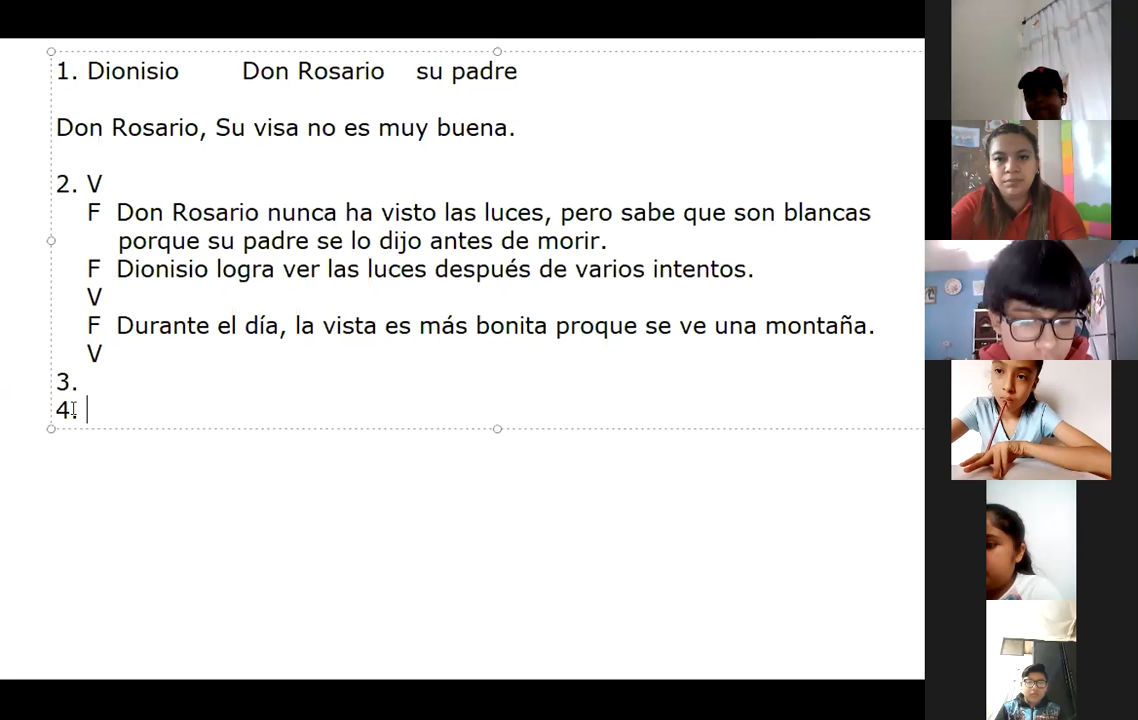 1. Dionisio Don Rosario su padre
Don Rosario, Su visa no es muy buena.
2. V
F Don Rosario nunca ha visto las luces, pero sabe que son blancas
porque su padre se lo dijo antes de morir.
F Dionisio logra ver las luces después de varios intentos.
V
F Durante el día, la vista es más bonita proque se ve una montaña.
V
3.
4.